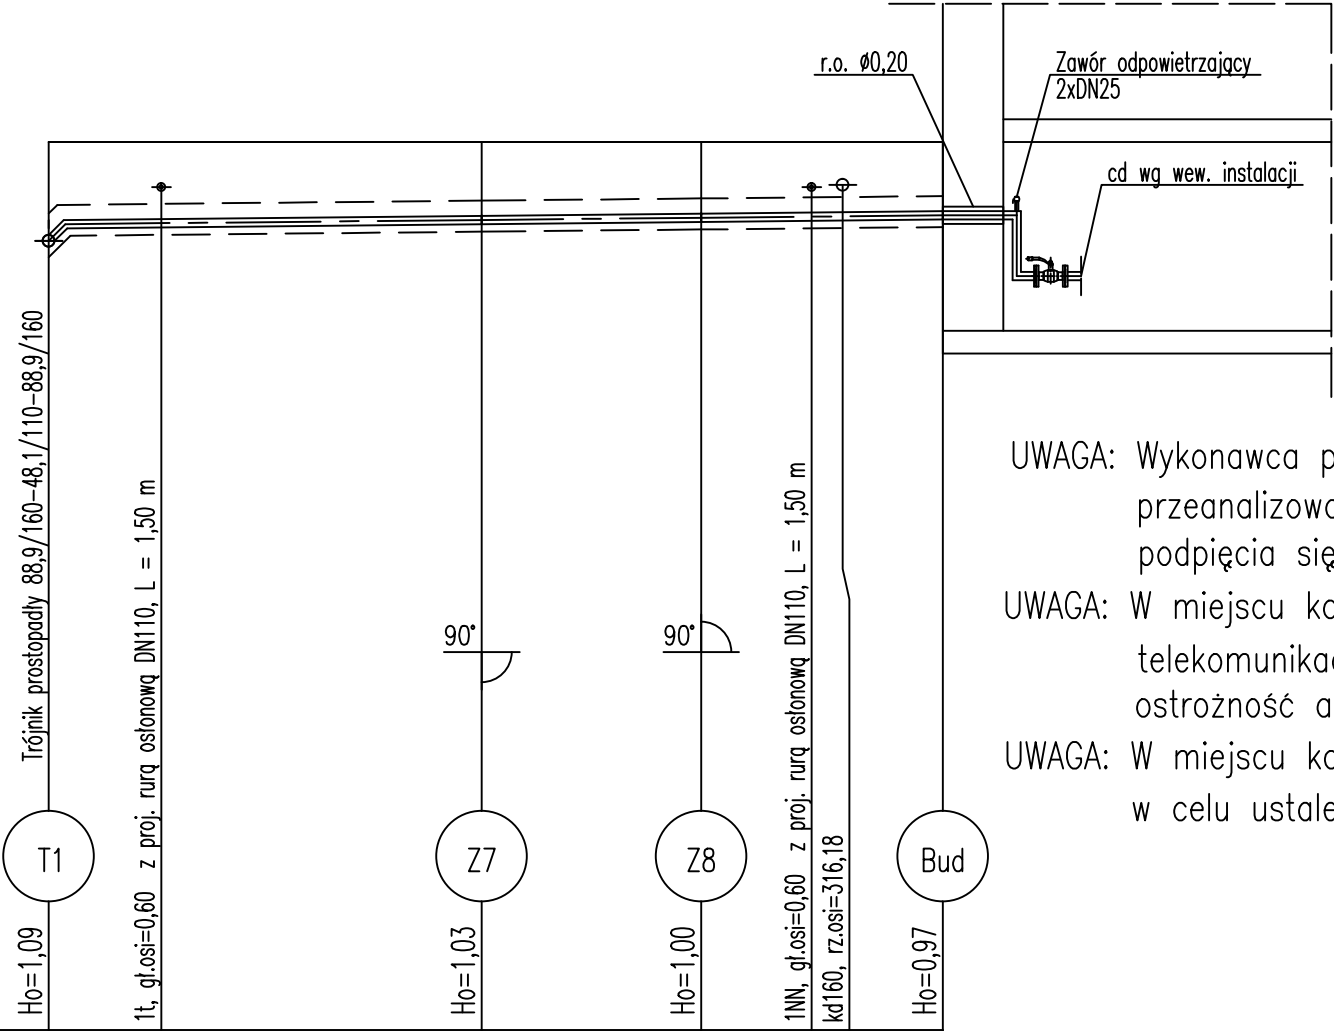 r.o. ø0,20
Zawór odpowietrzający
2xDN25
cd wg wew. instalacji
Trójnik prostopadły 88,9/160-48,1/110-88,9/160
1t, gł.osi=0,60 z proj. rurą osłonową DN110, L = 1,50 m
90°
90°
1NN, gł.osi=0,60 z proj. rurą osłonową DN110, L = 1,50 m
kd160, rz.osi=316,18
UWAGA: Wykonawca p
przeanalizowa
podpięcia się
UWAGA: W miejscu ko
telekomunikac
ostrożność a
UWAGA: W miejscu ko
w celu ustale
T1
Z7
Z8
Bud
Ho=1,09
Ho=1,03
Ho=1,00
Ho=0,97